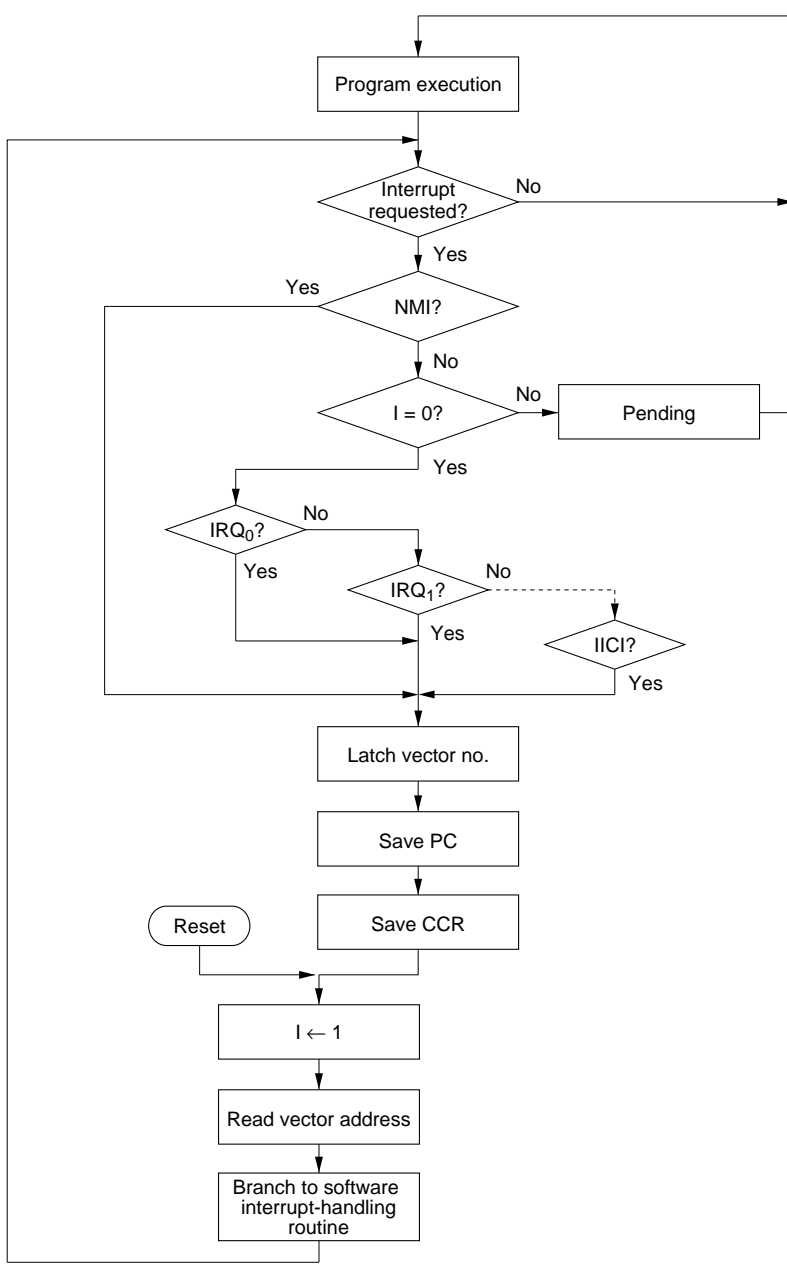 Program execution
Interrupt
requested?
No
Yes
Yes
NMI?
No
I = 0?
No
Pending
Yes
IRQ₀?
No
Yes
IRQ₁?
No
Yes
IICI?
Yes
Latch vector no.
Save PC
Save CCR
Reset
I ← 1
Read vector address
Branch to software
interrupt-handling
routine